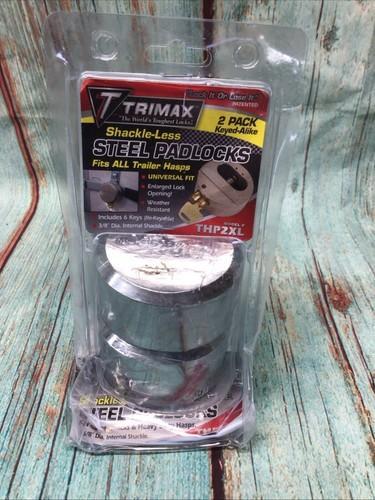 "Lock It Or Lose It"
PATENTED
TRIMAX
"The World's Toughest Locks!"
2 PACK
Keyed-Alike
Shackle-Less
STEEL PADLOCKS
Fits ALL Trailer Hasps
UNIVERSAL FIT
Enlarged Lock
Opening!
Weather
Resistant
Includes 6 Keys (Re-Keyable)
3/8" Dia. Internal Shackle
MODEL #
THP2XL
Shackle
STEEL PADLOCKS
3/8" Dia. Internal Shackle